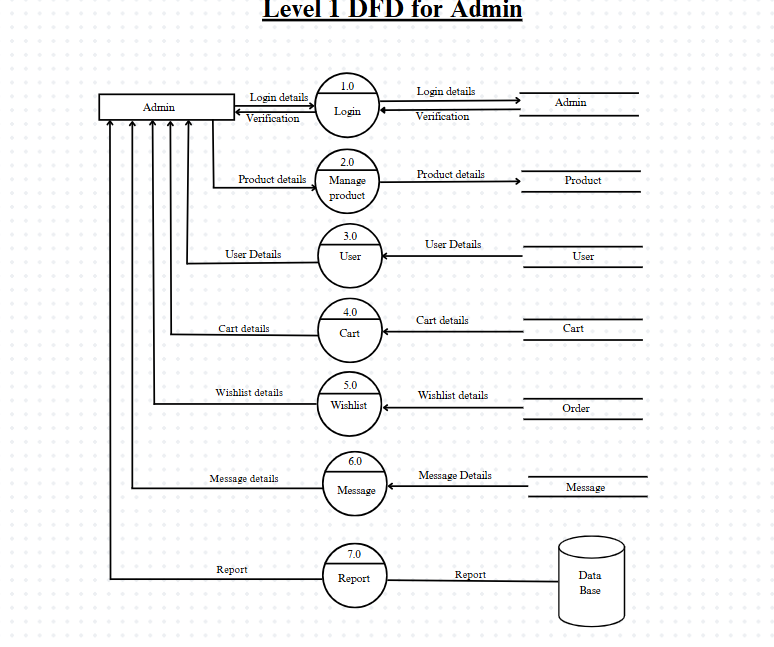 Level 1 DFD for Admin
1.0
Login details
Login details
Admin
Login
Admin
Verification
Verification
2.0
Product details
Manage
product
Product details
Product
3.0
User Details
User
User Details
User
4.0
Cart details
Cart
Cart details
Cart
5.0
Wishlist details
Wishlist
Wishlist details
Order
6.0
Message details
Message
Message Details
Message
7.0
Report
Report
Report
Data
Base